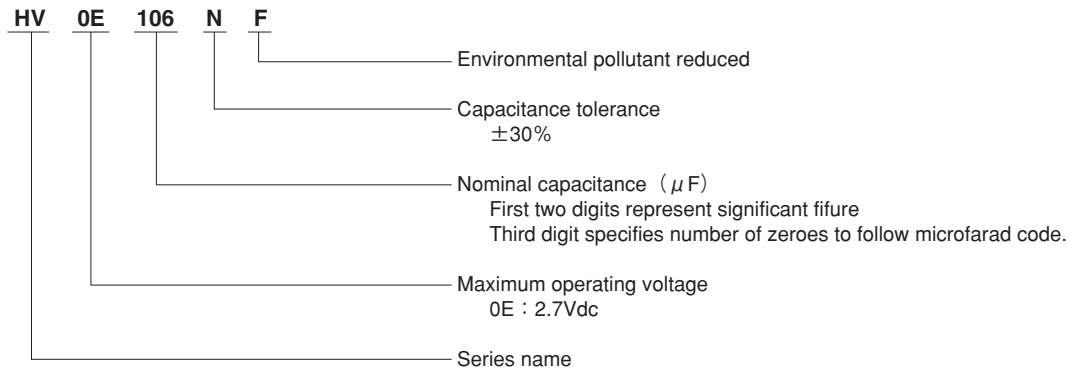 HV 0E 106 N F
Environmental pollutant reduced
Capacitance tolerance
±30%
Nominal capacitance （μF）
First two digits represent significant fifure
Third digit specifies number of zeroes to follow microfarad code.
Maximum operating voltage
0E：2.7Vdc
Series name